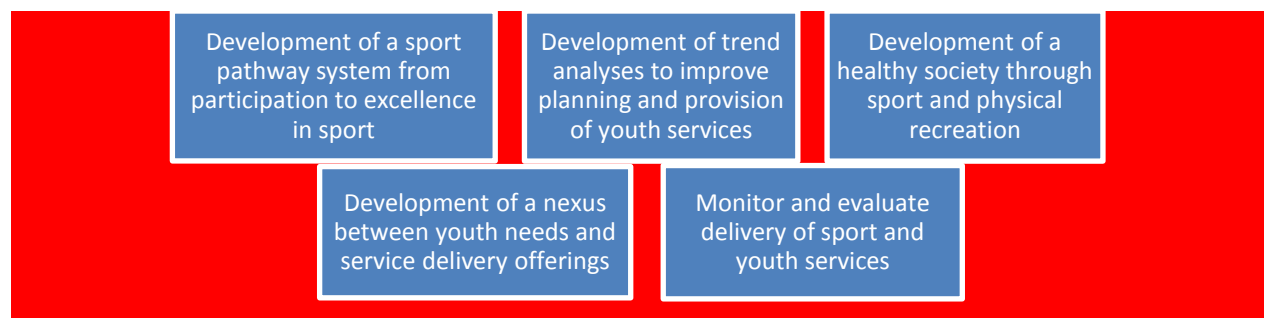 Development of a sport
pathway system from
participation to excellence
in sport
Development of trend
analyses to improve
planning and provision
of youth services
Development of a
healthy society through
sport and physical
recreation
Development of a nexus
between youth needs and
service delivery offerings
Monitor and evaluate
delivery of sport and
youth services